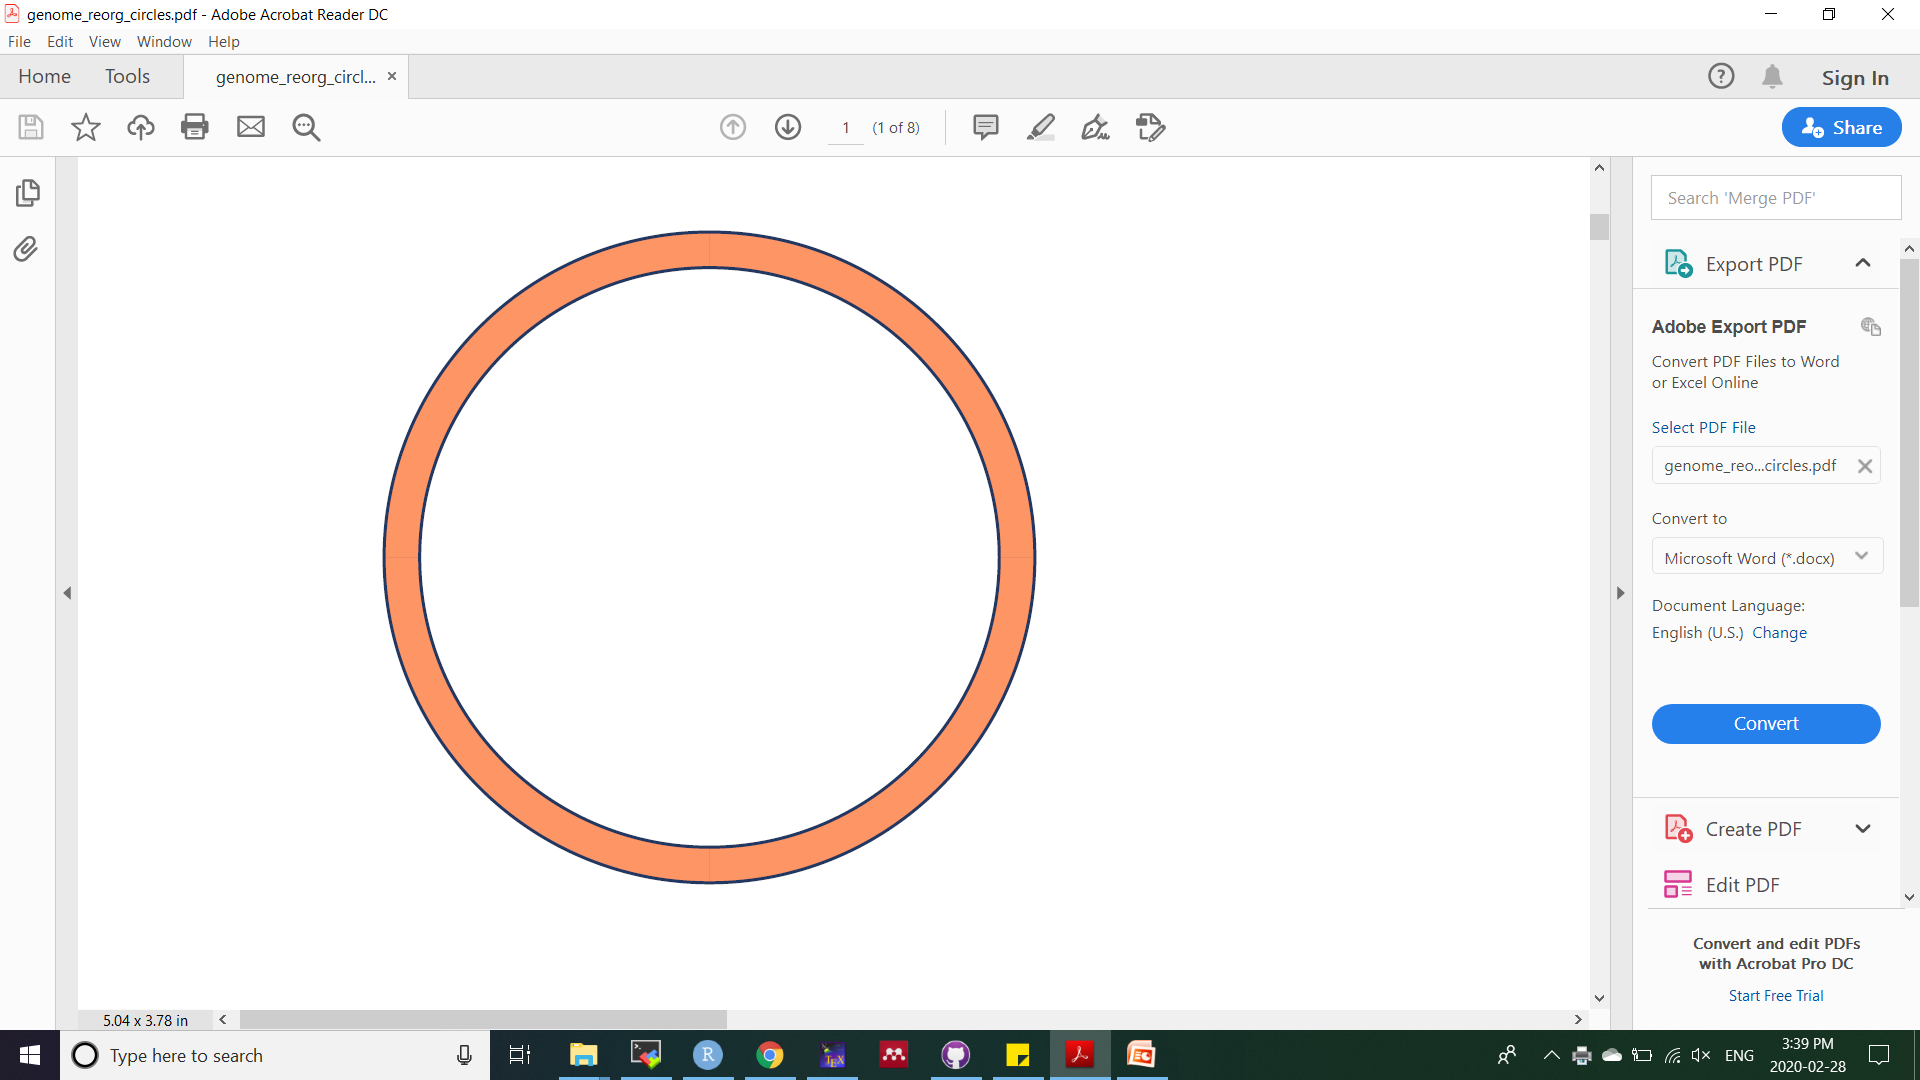 genome_reorg_circles.pdf - Adobe Acrobat Reader DC
File Edit View Window Help
Home Tools genome_reorg_circl... × Sign In
1 (1 of 8) Share
Search 'Merge PDF'
Export PDF
Adobe Export PDF
Convert PDF Files to Word
or Excel Online
Select PDF File
genome_reo...circles.pdf
Convert to
Microsoft Word (*.docx)
Document Language:
English (U.S.) Change
Convert
Create PDF
Edit PDF
Convert and edit PDFs
with Acrobat Pro DC
Start Free Trial
5.04 x 3.78 in
Type here to search
R
TEX
ENG
3:39 PM
2020-02-28